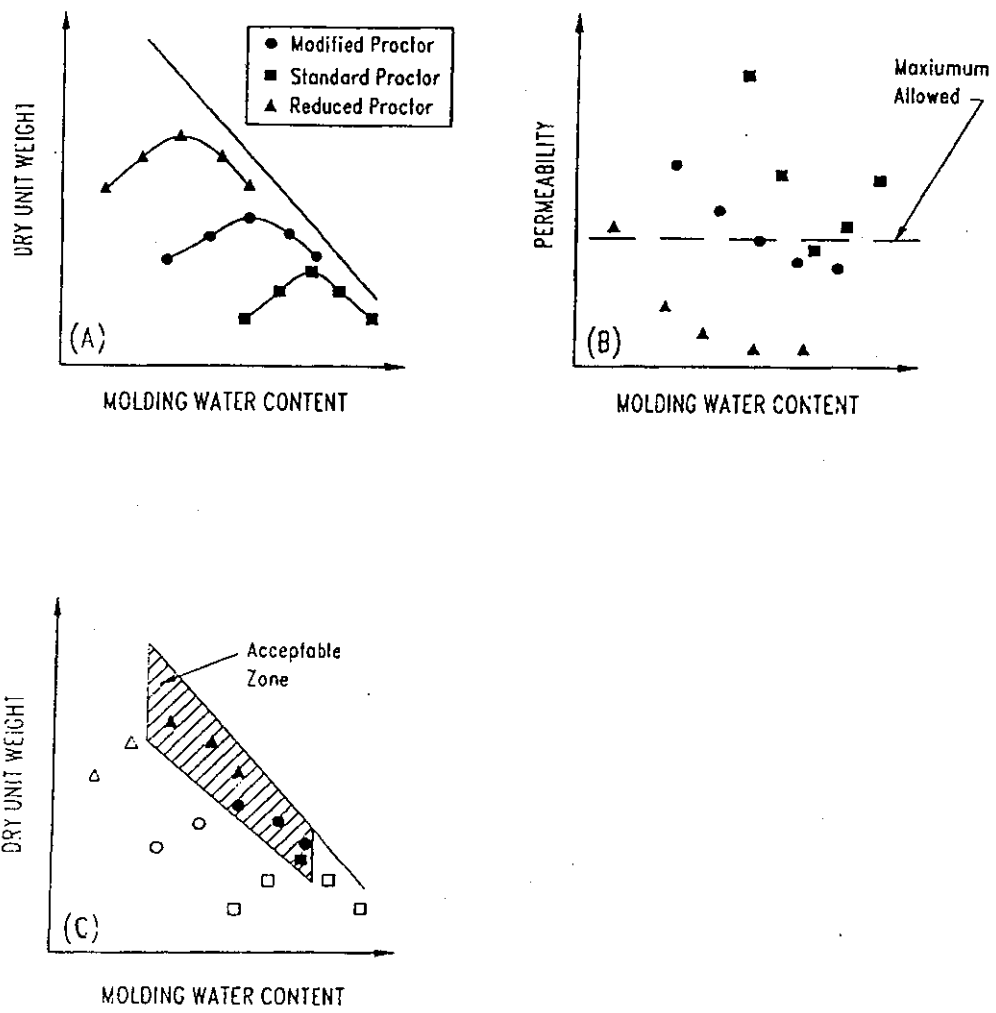 Modified Proctor
Standard Proctor
Reduced Proctor
DRY UNIT WEIGHT
(A)
MOLDING WATER CONTENT
Maxiumum
Allowed
PERMEABILITY
(B)
MOLDING WATER CONTENT
Acceptable
Zone
DRY UNIT WEIGHT
(C)
MOLDING WATER CONTENT